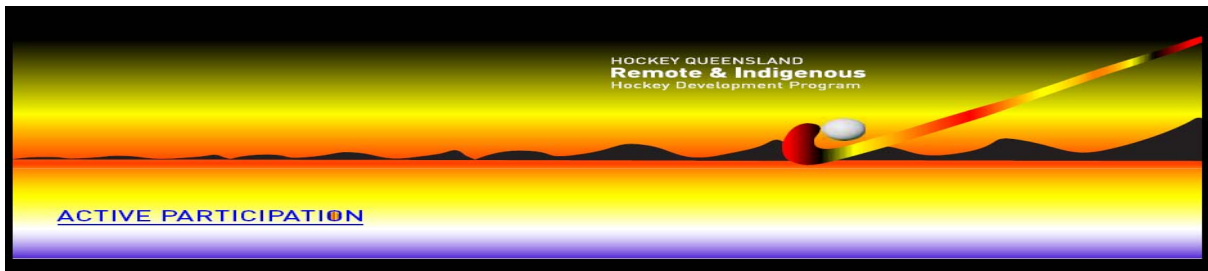 HOCKEY QUEENSLAND
Remote & Indigenous
Hockey Development Program
ACTIVE PARTICIPATION